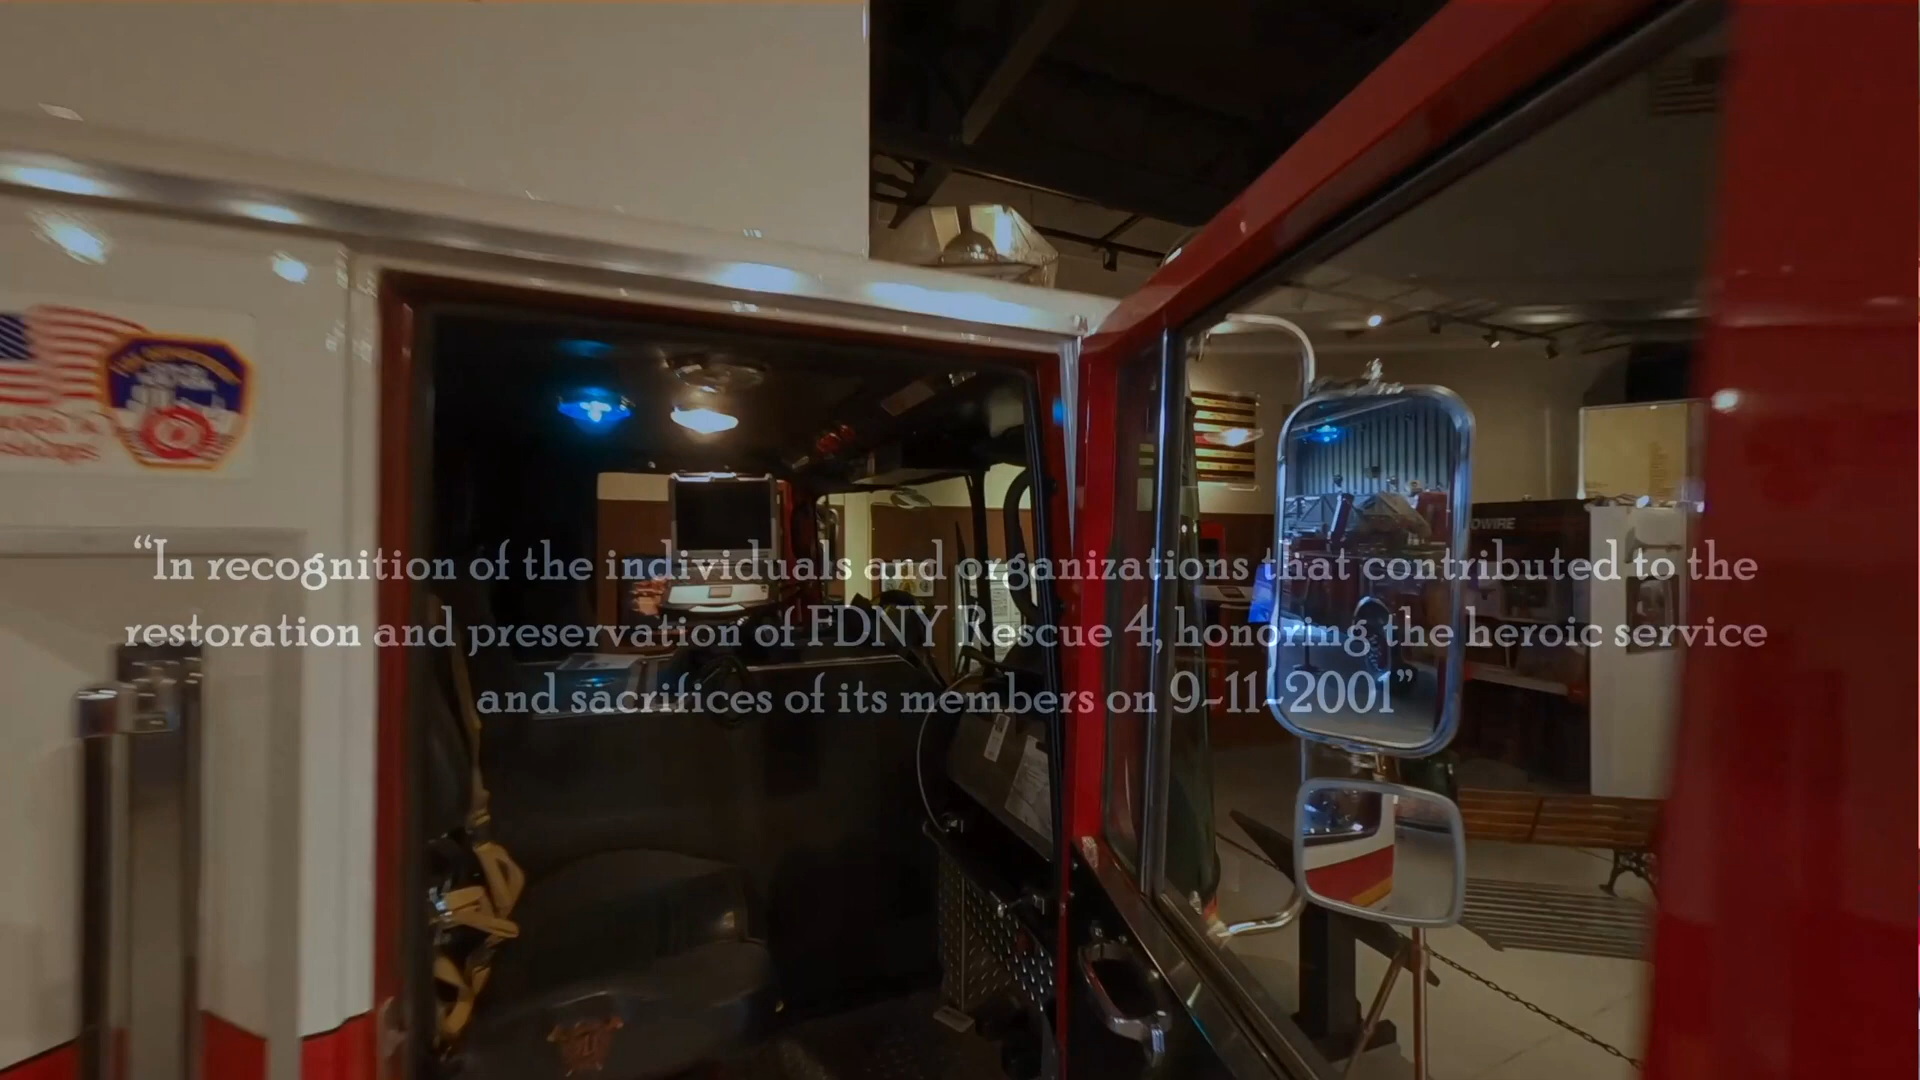 “In recognition of the individuals and organizations that contributed to the
restoration and preservation of FDNY Rescue 4, honoring the heroic service
and sacrifices of its members on 9-11-2001”